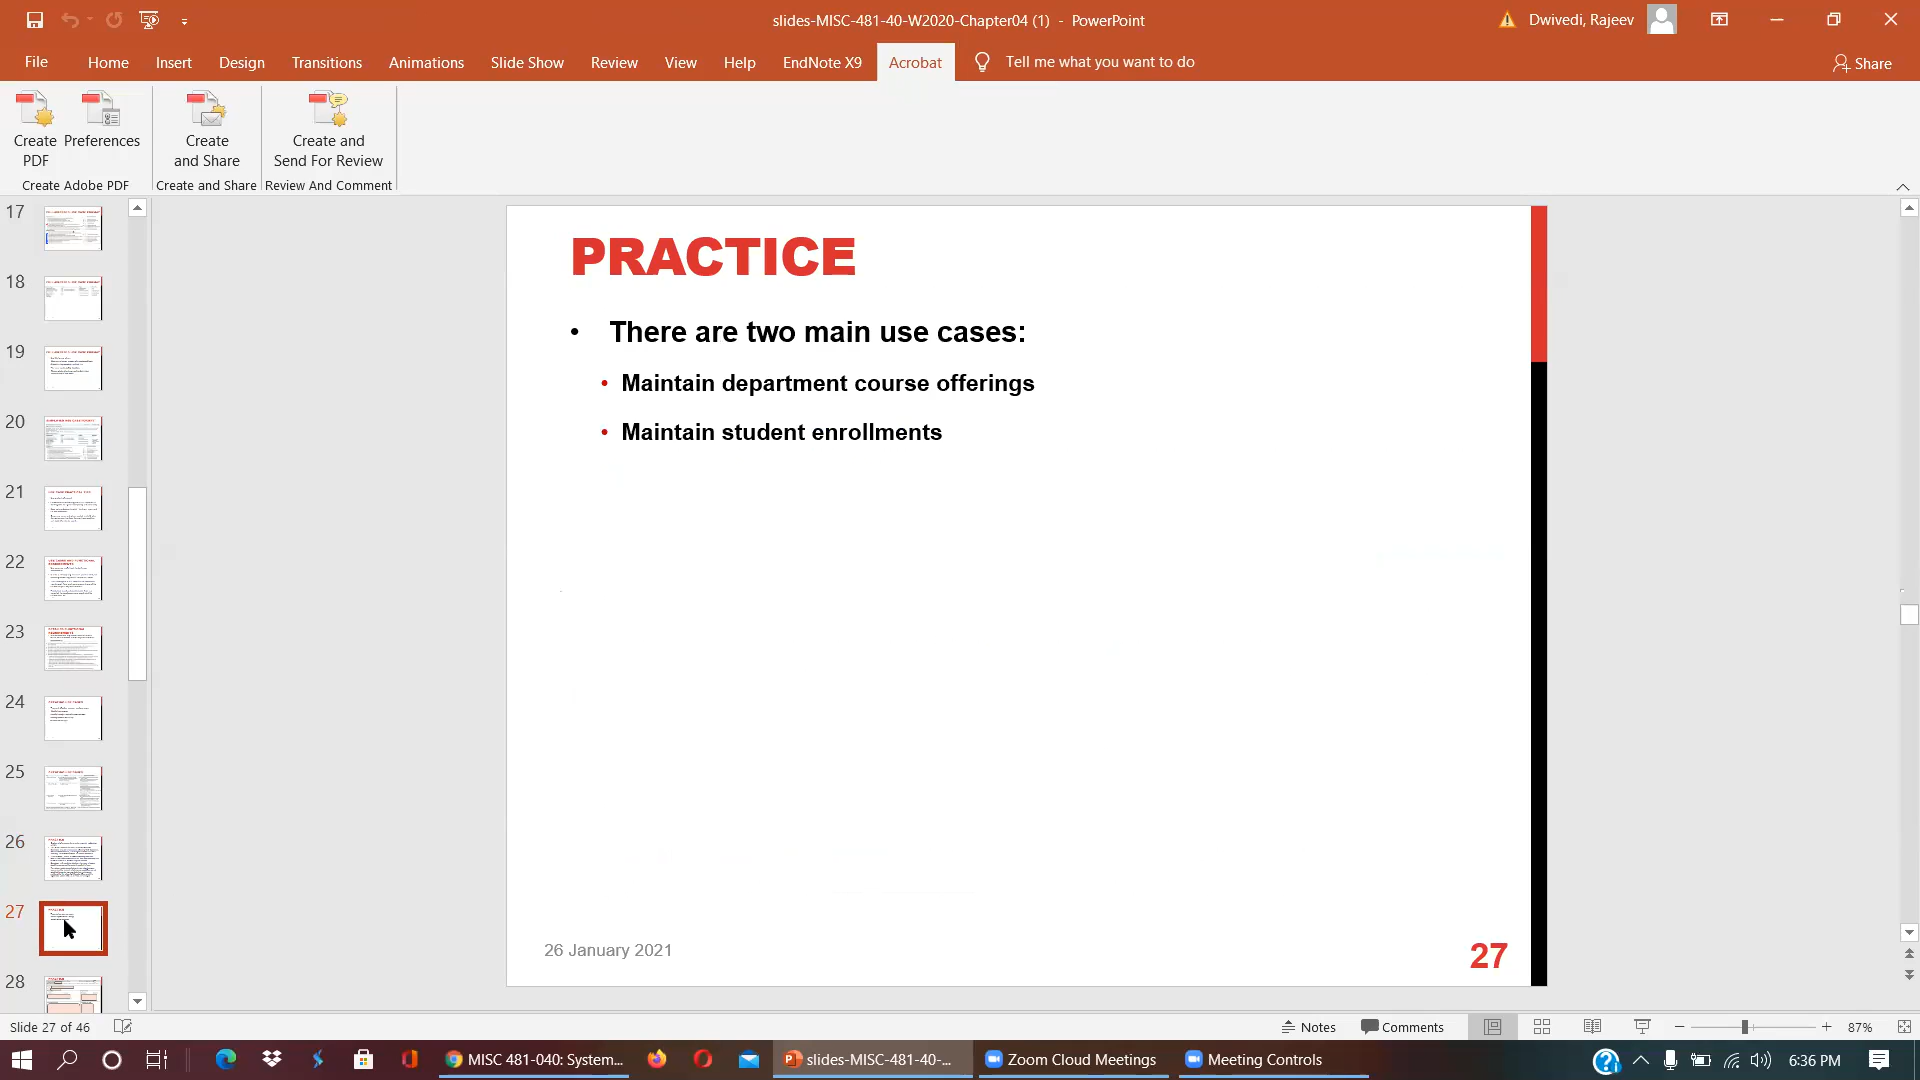 slides-MISC-481-40-W2020-Chapter04 (1) - PowerPoint
Dwivedi, Rajeev
File Home Insert Design Transitions Animations Slide Show Review View Help EndNote X9 Acrobat Tell me what you want to do Share
Create PDF
Preferences
Create and Share
Create and Send For Review
Create Adobe PDF
Create and Share
Review And Comment
17
18
19
20
21
22
23
24
25
26
27
28
PRACTICE
• There are two main use cases:
• Maintain department course offerings
• Maintain student enrollments
26 January 2021
27
Slide 27 of 46
Notes
Comments
87%
MISC 481-040: System...
slides-MISC-481-40-...
Zoom Cloud Meetings
Meeting Controls
6:36 PM